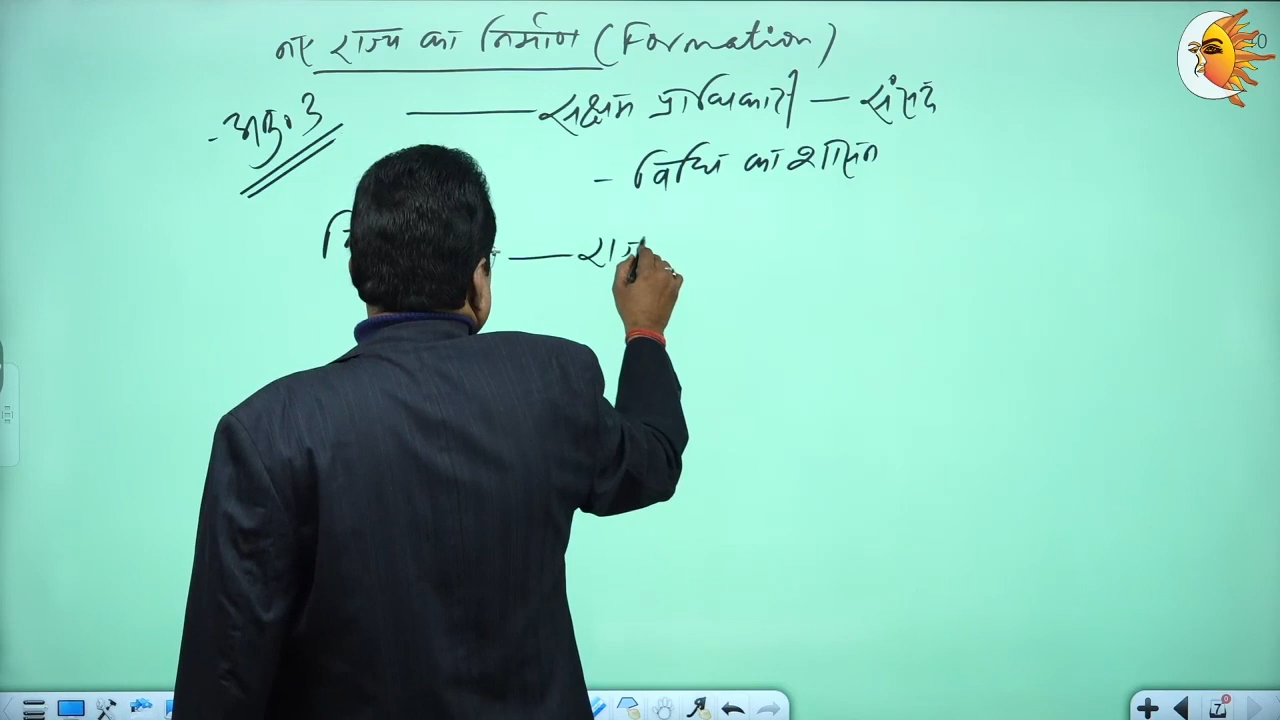 नए राज्य का निर्माण (Formation)
- अनु॰ 3 — सक्षम प्राधिकारी — संसद
- विधि का शासन
— राज